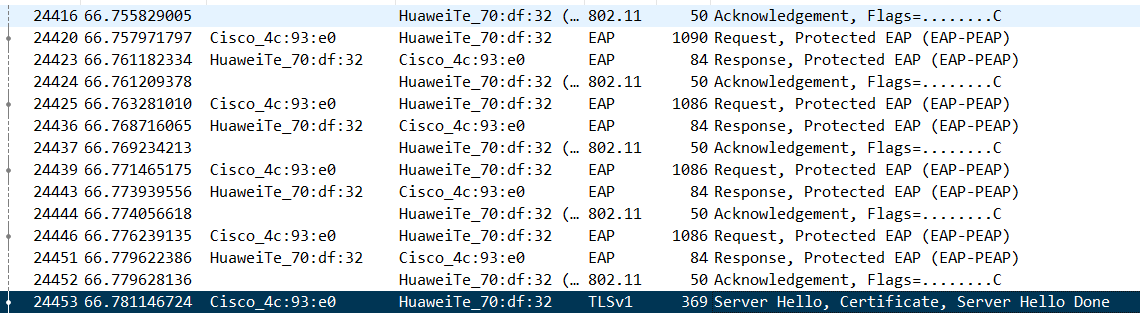 24416 66.755829005 HuaweiTe_70:df:32 (… 802.11 50 Acknowledgement, Flags=........C
24420 66.757971797 Cisco_4c:93:e0 HuaweiTe_70:df:32 EAP 1090 Request, Protected EAP (EAP-PEAP)
24423 66.761182334 HuaweiTe_70:df:32 Cisco_4c:93:e0 EAP 84 Response, Protected EAP (EAP-PEAP)
24424 66.761209378 HuaweiTe_70:df:32 (… 802.11 50 Acknowledgement, Flags=........C
24425 66.763281010 Cisco_4c:93:e0 HuaweiTe_70:df:32 EAP 1086 Request, Protected EAP (EAP-PEAP)
24436 66.768716065 HuaweiTe_70:df:32 Cisco_4c:93:e0 EAP 84 Response, Protected EAP (EAP-PEAP)
24437 66.769234213 HuaweiTe_70:df:32 (… 802.11 50 Acknowledgement, Flags=........C
24439 66.771465175 Cisco_4c:93:e0 HuaweiTe_70:df:32 EAP 1086 Request, Protected EAP (EAP-PEAP)
24443 66.773939556 HuaweiTe_70:df:32 Cisco_4c:93:e0 EAP 84 Response, Protected EAP (EAP-PEAP)
24444 66.774056618 HuaweiTe_70:df:32 (… 802.11 50 Acknowledgement, Flags=........C
24446 66.776239135 Cisco_4c:93:e0 HuaweiTe_70:df:32 EAP 1086 Request, Protected EAP (EAP-PEAP)
24451 66.779622386 HuaweiTe_70:df:32 Cisco_4c:93:e0 EAP 84 Response, Protected EAP (EAP-PEAP)
24452 66.779628136 HuaweiTe_70:df:32 (… 802.11 50 Acknowledgement, Flags=........C
24453 66.781146724 Cisco_4c:93:e0 HuaweiTe_70:df:32 TLSv1 369 Server Hello, Certificate, Server Hello Done